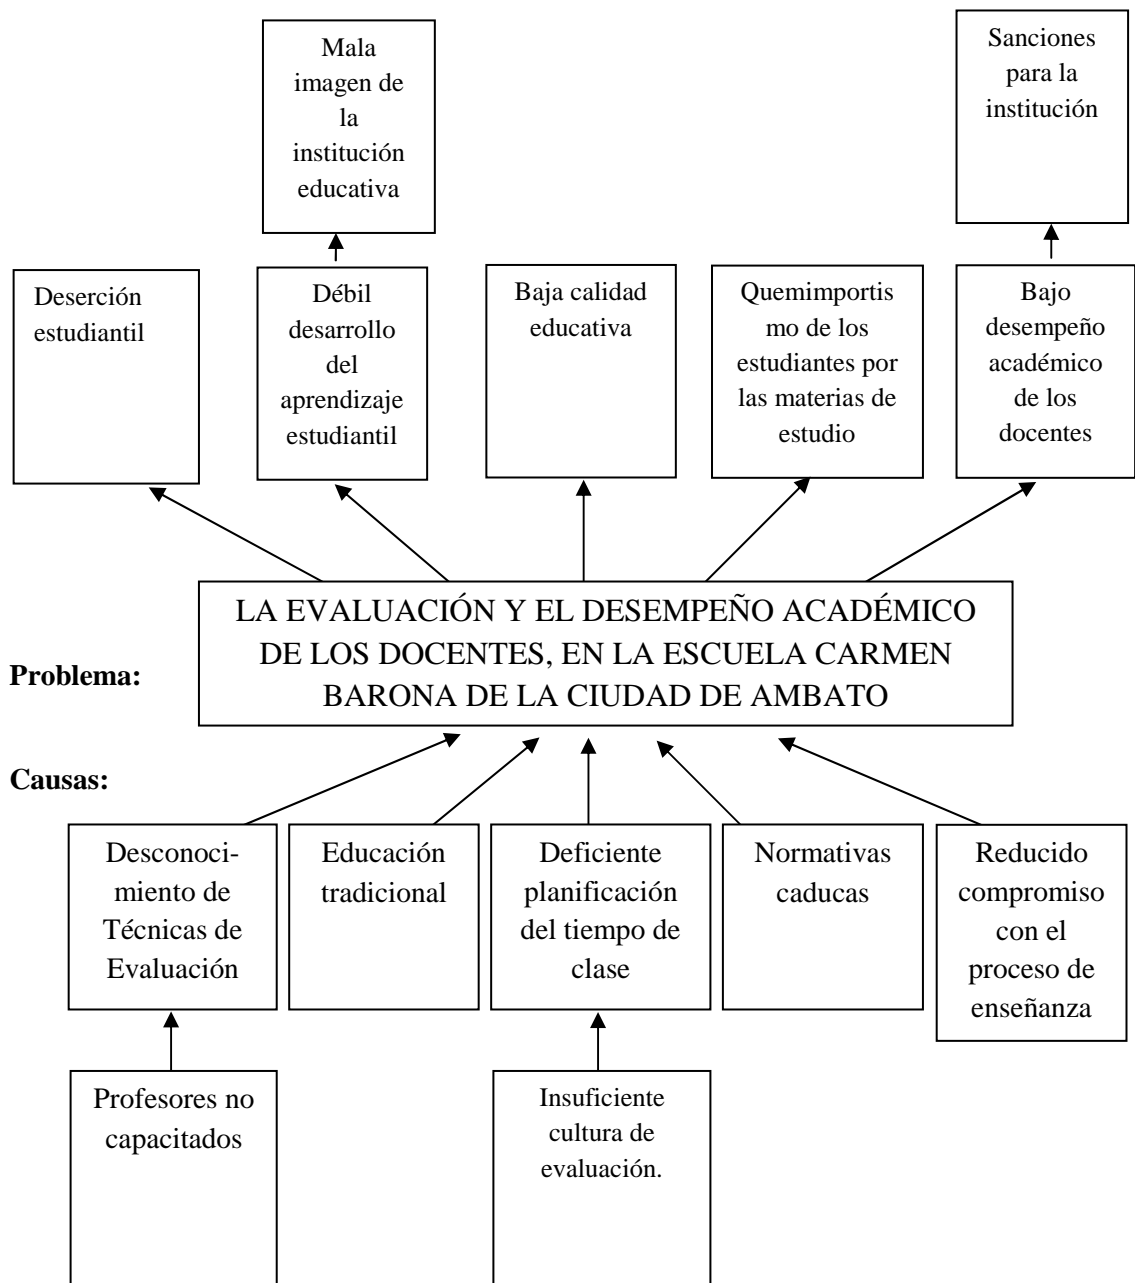 Mala
imagen de
la
institución
educativa
Sanciones
para la
institución
Deserción
estudiantil
Débil
desarrollo
del
aprendizaje
estudiantil
Baja calidad
educativa
Quemimportis
mo de los
estudiantes por
las materias de
estudio
Bajo
desempeño
académico
de los
docentes
LA EVALUACIÓN Y EL DESEMPEÑO ACADÉMICO
DE LOS DOCENTES, EN LA ESCUELA CARMEN
BARONA DE LA CIUDAD DE AMBATO
Problema:
Causas:
Desconoci-
miento de
Técnicas de
Evaluación
Educación
tradicional
Deficiente
planificación
del tiempo de
clase
Normativas
caducas
Reducido
compromiso
con el
proceso de
enseñanza
Profesores no
capacitados
Insuficiente
cultura de
evaluación.